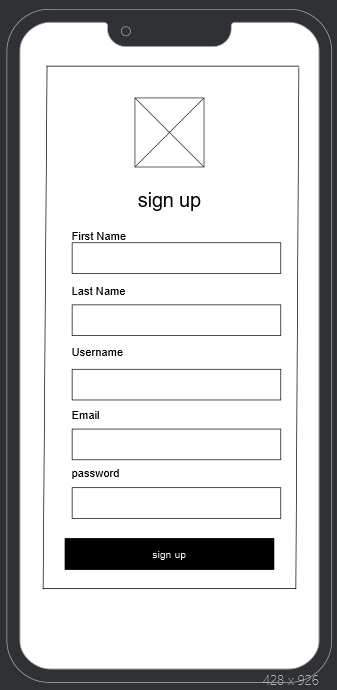 sign up
First Name
Last Name
Username
Email
password
sign up
428 x 926